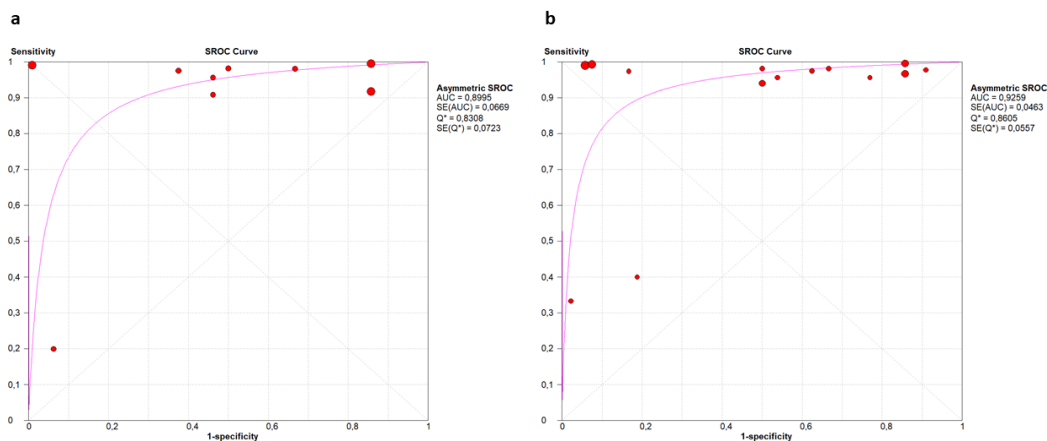 a
Sensitivity
SROC Curve
1
0,9
0,8
0,7
0,6
0,5
0,4
0,3
0,2
0,1
0
0
0,2
0,4
0,6
0,8
1
1-specificity
Asymmetric SROC
AUC = 0,8995
SE(AUC) = 0,0669
Q* = 0,8308
SE(Q*) = 0,0723
b
Sensitivity
SROC Curve
1
0,9
0,8
0,7
0,6
0,5
0,4
0,3
0,2
0,1
0
0
0,2
0,4
0,6
0,8
1
1-specificity
Asymmetric SROC
AUC = 0,9259
SE(AUC) = 0,0463
Q* = 0,8605
SE(Q*) = 0,0557